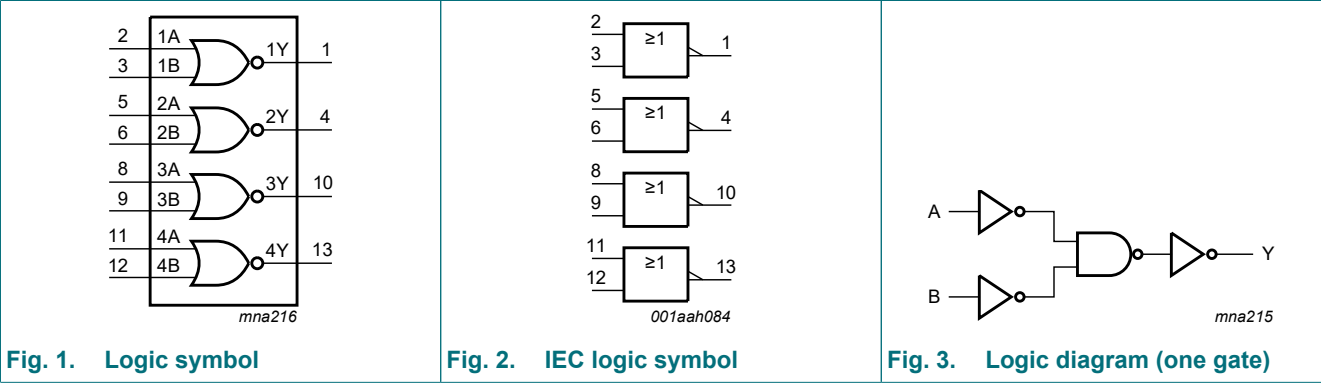 2 1A 1Y 1
3 1B
5 2A 2Y 4
6 2B
8 3A 3Y 10
9 3B
11 4A 4Y 13
12 4B
mna216
Fig. 1. Logic symbol
2 ≥1 1
3
5 ≥1 4
6
8 ≥1 10
9
11 ≥1 13
12
001aah084
Fig. 2. IEC logic symbol
A
Y
B
mna215
Fig. 3. Logic diagram (one gate)